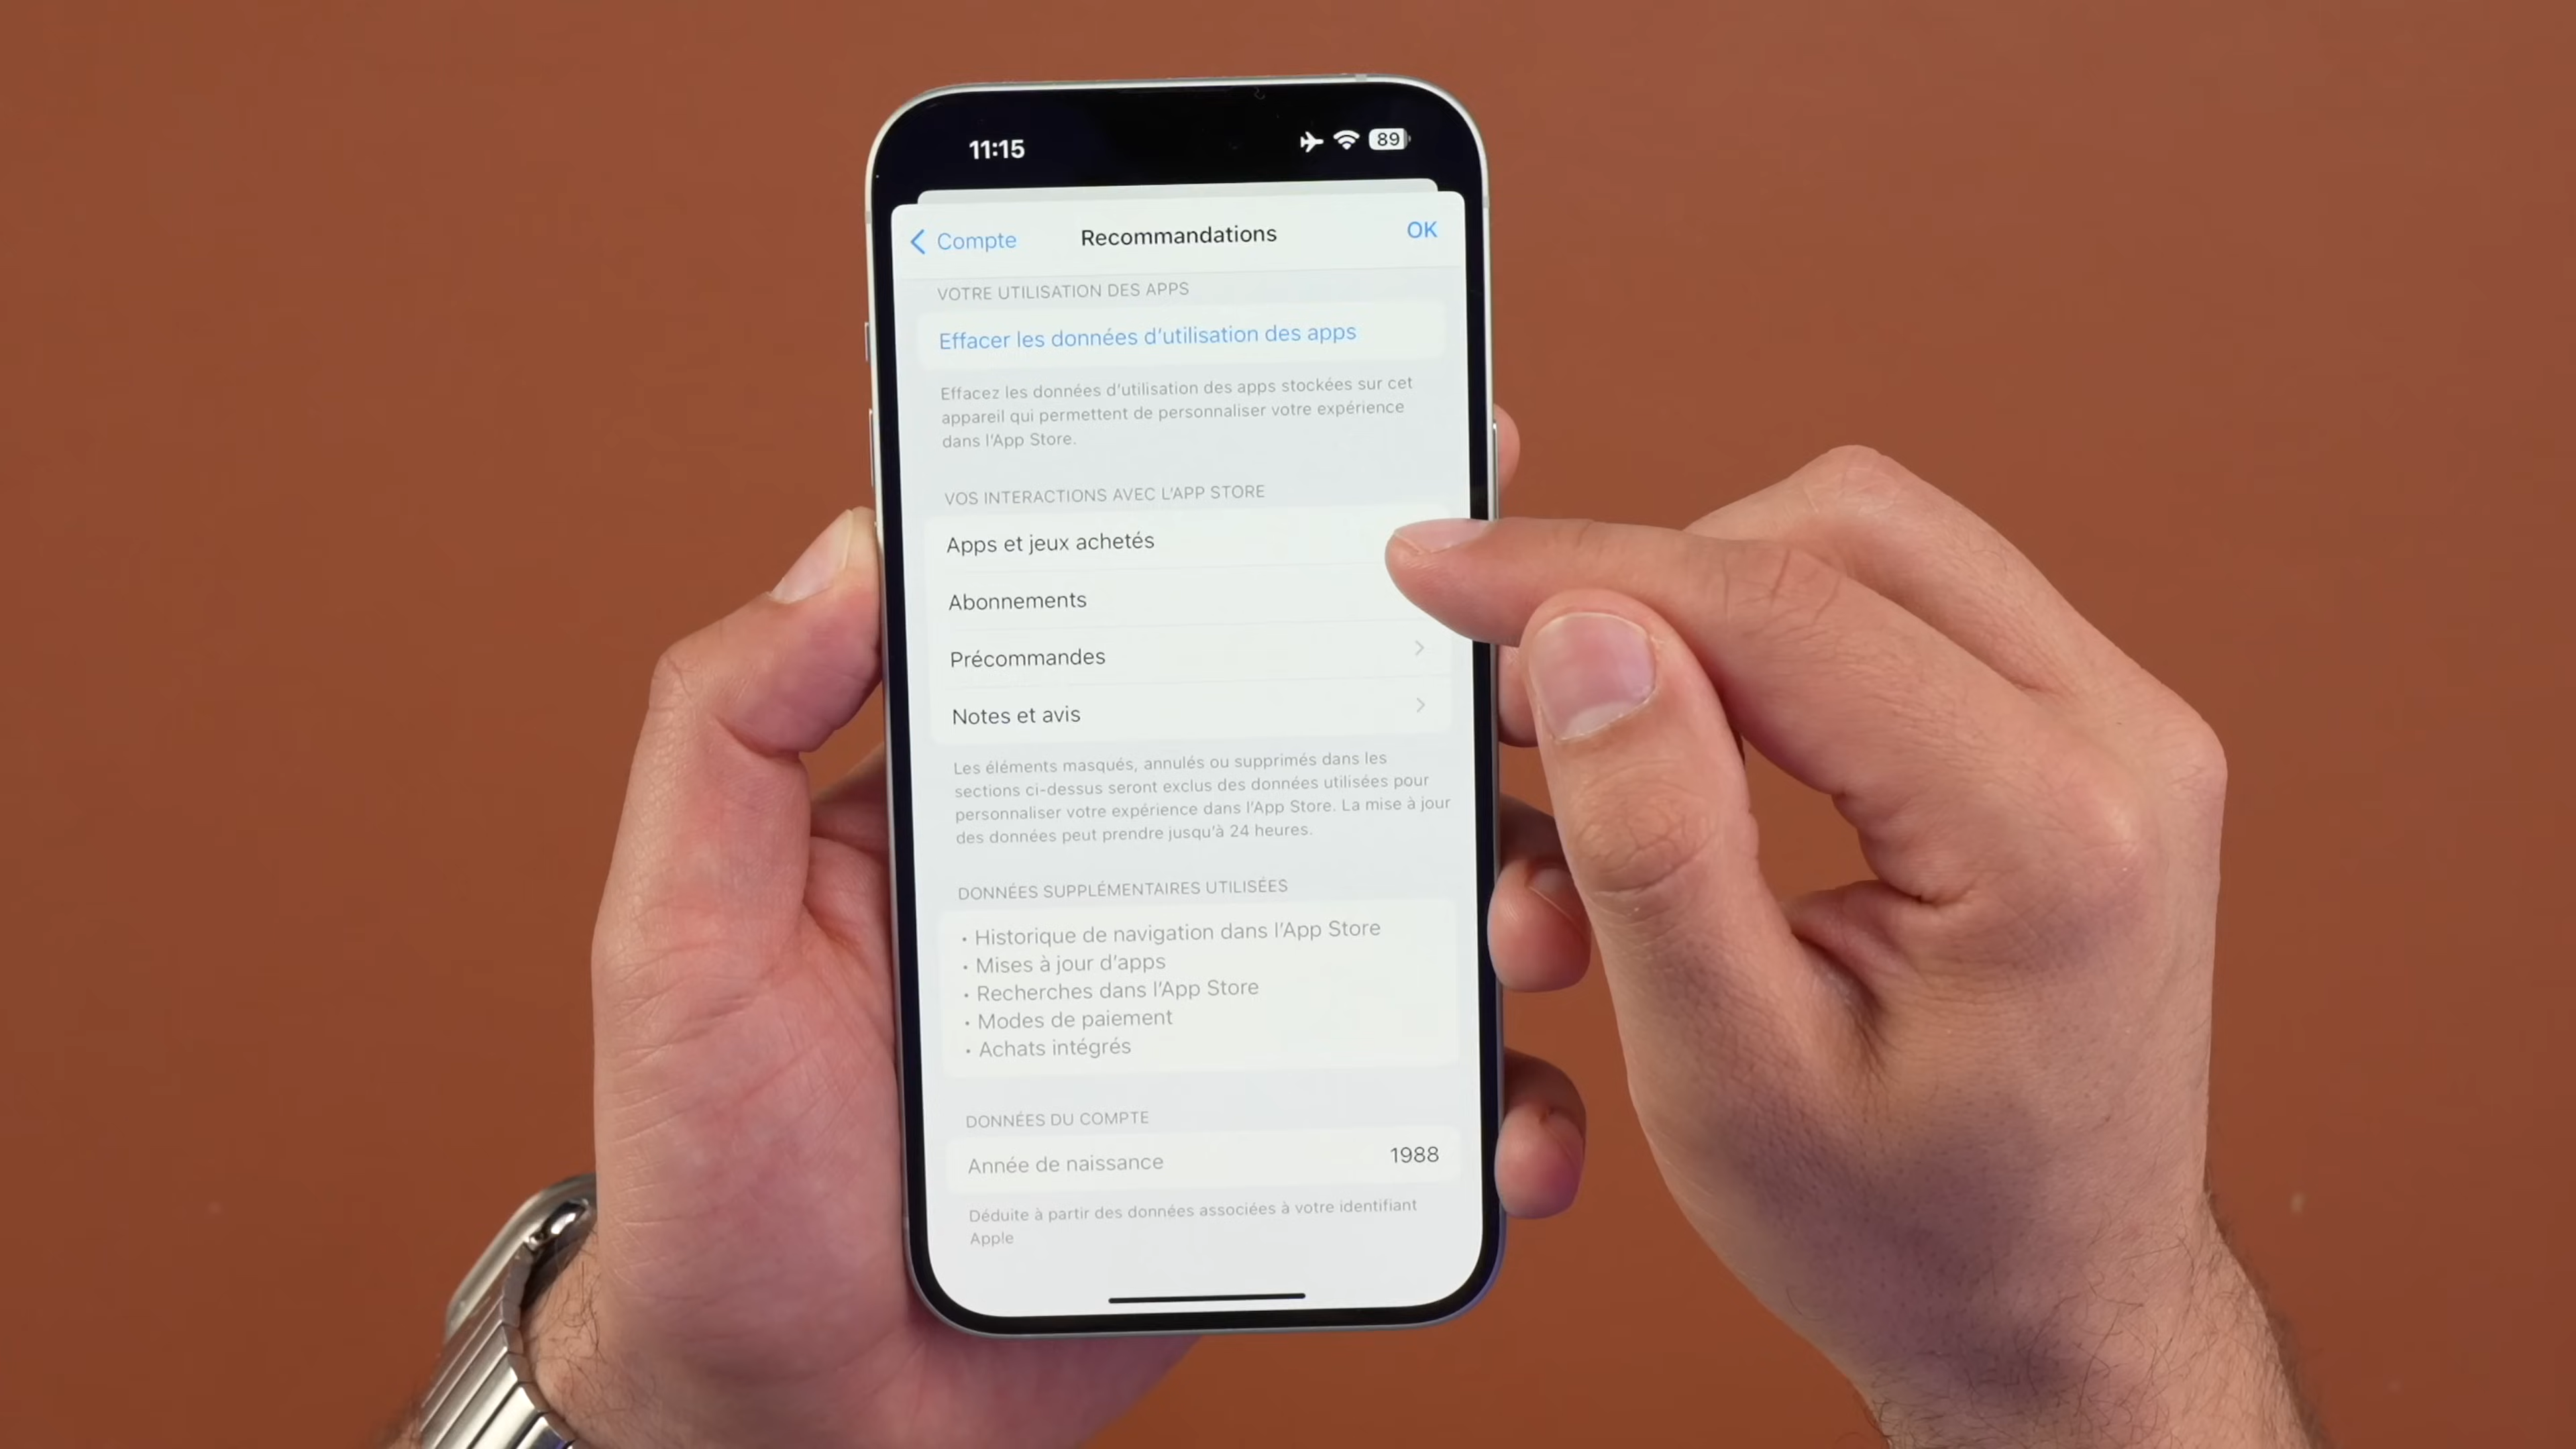 11:15
89
Compte
Recommandations
OK
VOTRE UTILISATION DES APPS
Effacer les données d'utilisation des apps
Effacez les données d'utilisation des apps stockées sur cet
appareil qui permettent de personnaliser votre expérience
dans l'App Store.
VOS INTERACTIONS AVEC L'APP STORE
Apps et jeux achetés
Abonnements
Précommandes
Notes et avis
Les éléments masqués, annulés ou supprimés dans les
sections ci-dessus seront exclus des données utilisées pour
personnaliser votre expérience dans l'App Store. La mise à jour
des données peut prendre jusqu'à 24 heures.
DONNÉES SUPPLÉMENTAIRES UTILISÉES
• Historique de navigation dans l'App Store
• Mises à jour d'apps
• Recherches dans l'App Store
• Modes de paiement
• Achats intégrés
DONNÉES DU COMPTE
Année de naissance 1988
Déduite à partir des données associées à votre identifiant
Apple